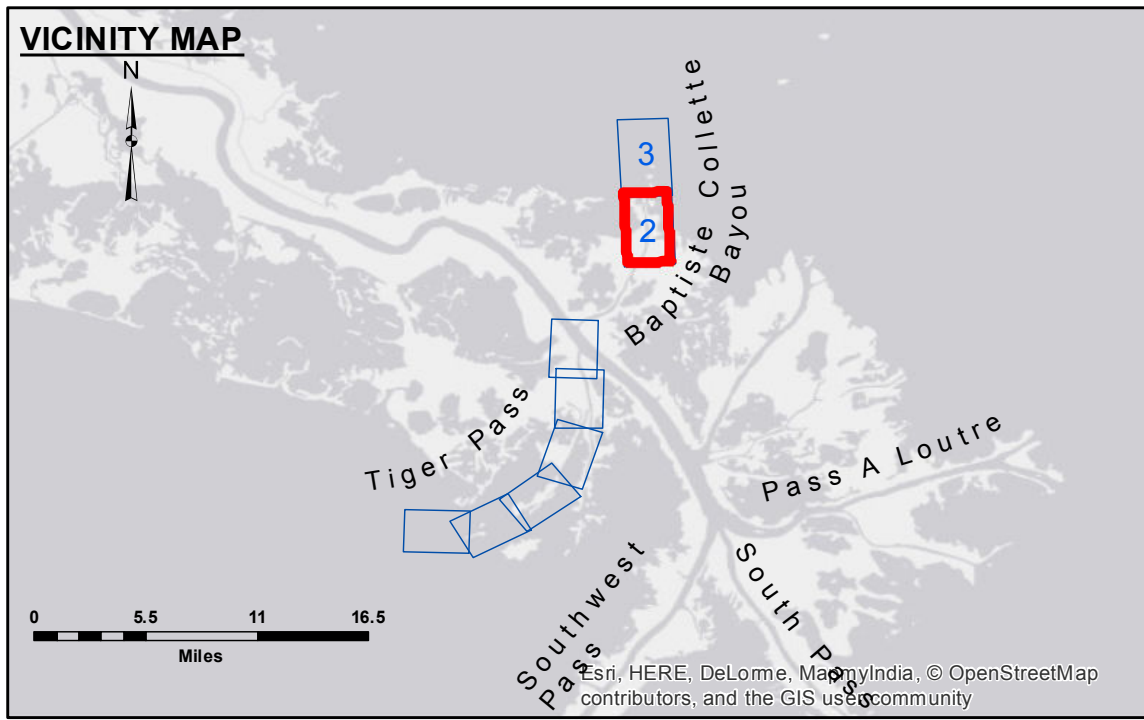 VICINITY MAP
N
3
2
Baptiste Collette
Bayou
Tiger Pass
Pass A Loutre
Southwest
Pass
South Pass
0 5.5 11 16.5
Miles
Esri, HERE, DeLorme, MapmyIndia, © OpenStreetMap
contributors, and the GIS user community